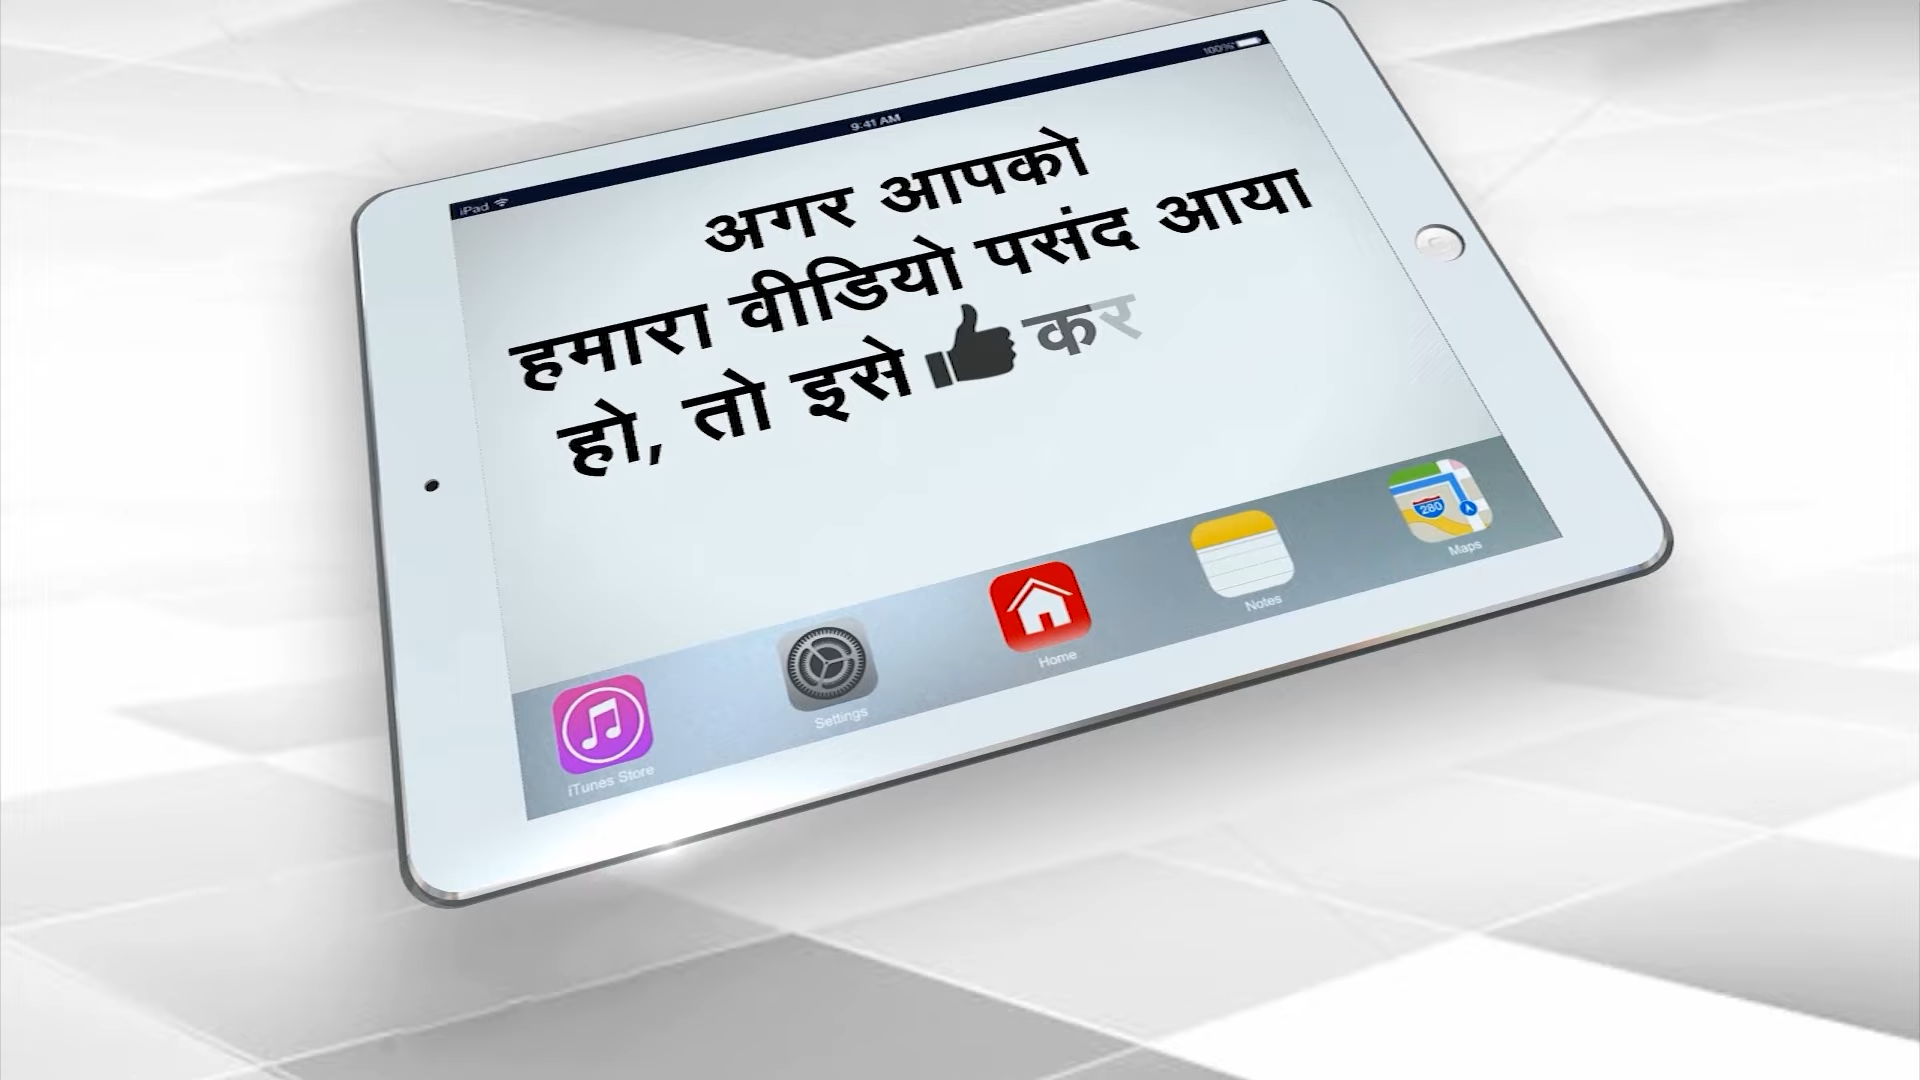 iPad 9:41 AM 100%
अगर आपको
हमारा वीडियो पसंद आया
हो, तो इसे 👍 कर
iTunes Store
Settings
Home
Notes
280
Maps